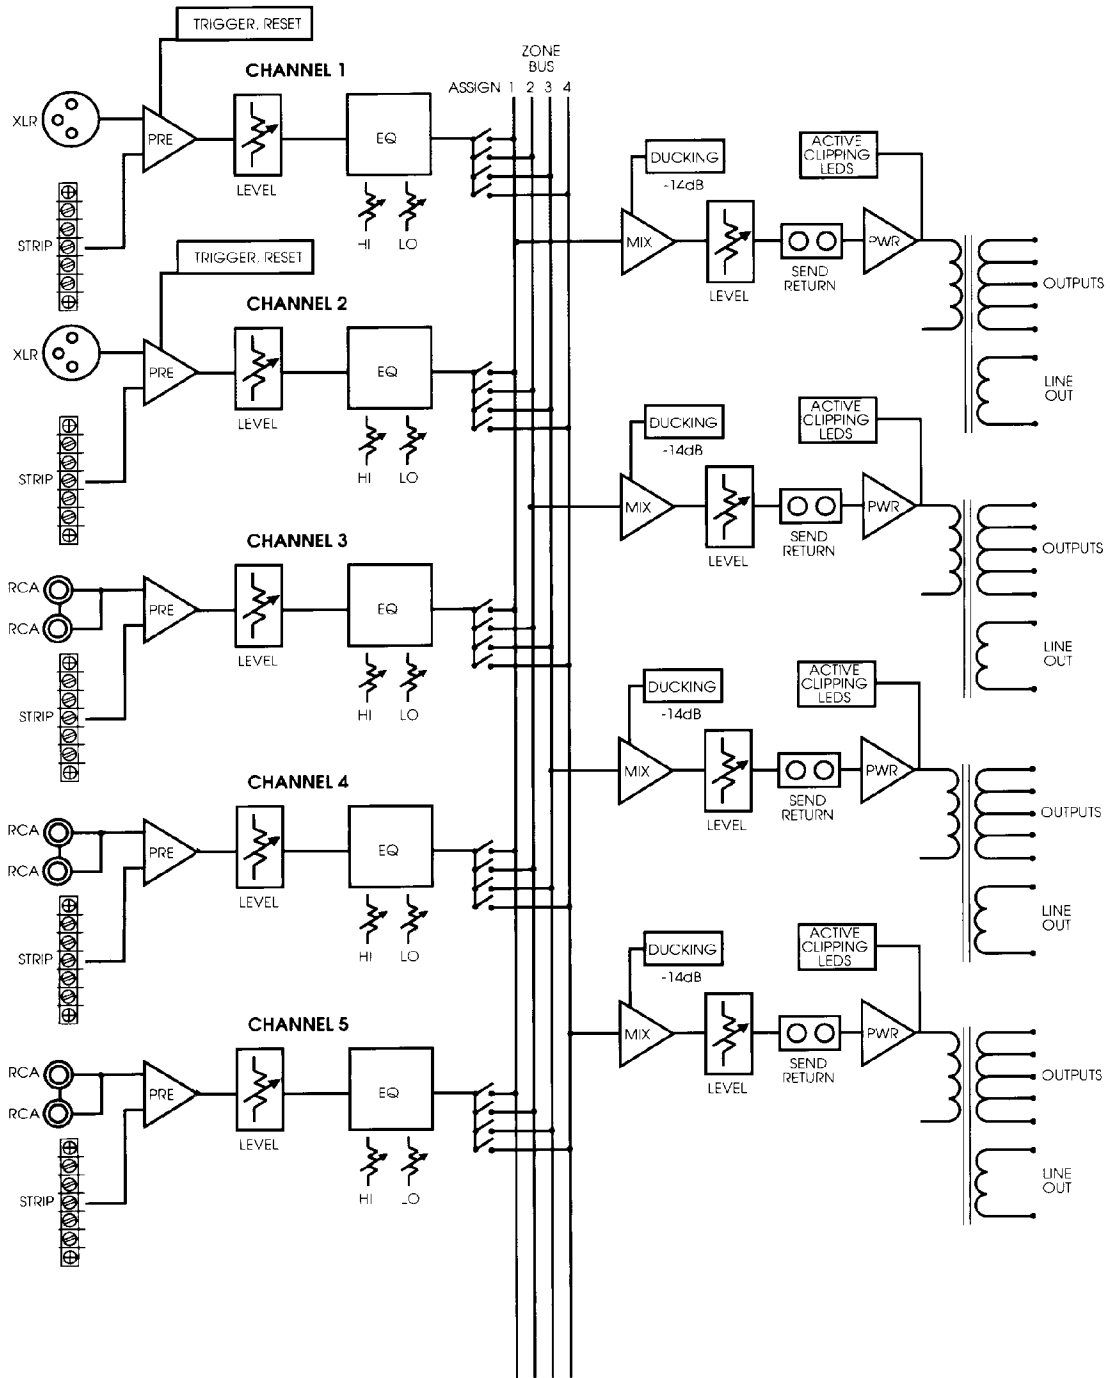 TRIGGER, RESET
CHANNEL 1
ZONE
BUS
ASSIGN 1 2 3 4
XLR
PRE
EQ
LEVEL
HI LO
STRIP
DUCKING
-14dB
MIX
LEVEL
SEND
RETURN
ACTIVE
CLIPPING
LEDS
PWR
OUTPUTS
LINE
OUT
TRIGGER, RESET
CHANNEL 2
XLR
PRE
EQ
LEVEL
HI LO
STRIP
DUCKING
-14dB
MIX
LEVEL
SEND
RETURN
ACTIVE
CLIPPING
LEDS
PWR
OUTPUTS
LINE
OUT
CHANNEL 3
RCA
RCA
PRE
EQ
LEVEL
HI LO
STRIP
DUCKING
-14dB
MIX
LEVEL
SEND
RETURN
ACTIVE
CLIPPING
LEDS
PWR
OUTPUTS
LINE
OUT
CHANNEL 4
RCA
RCA
PRE
EQ
LEVEL
HI LO
STRIP
DUCKING
-14dB
MIX
LEVEL
SEND
RETURN
ACTIVE
CLIPPING
LEDS
PWR
OUTPUTS
LINE
OUT
CHANNEL 5
RCA
RCA
PRE
EQ
LEVEL
HI LO
STRIP